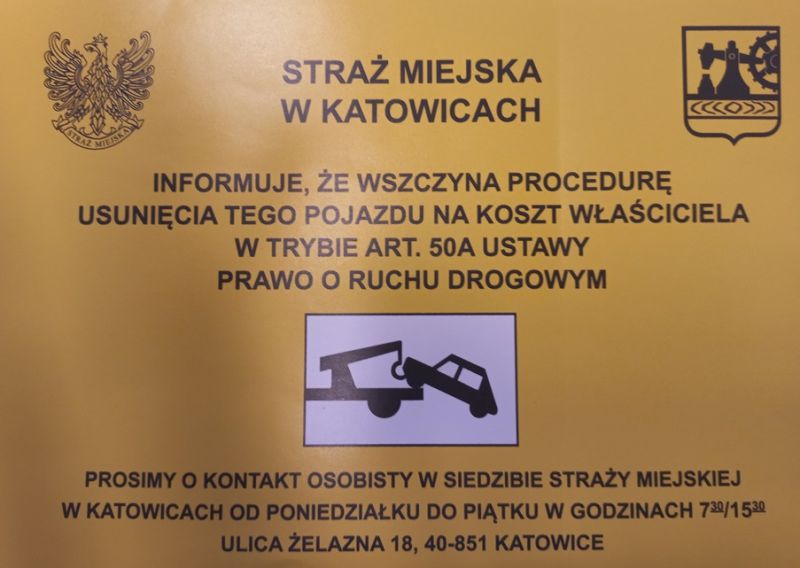 STRAŻ MIEJSKA
STRAŻ MIEJSKA
W KATOWICACH
INFORMUJE, ŻE WSZCZYNA PROCEDURĘ
USUNIĘCIA TEGO POJAZDU NA KOSZT WŁAŚCICIELA
W TRYBIE ART. 50A USTAWY
PRAWO O RUCHU DROGOWYM
PROSIMY O KONTAKT OSOBISTY W SIEDZIBIE STRAŻY MIEJSKIEJ
W KATOWICACH OD PONIEDZIAŁKU DO PIĄTKU W GODZINACH 7³⁰/15³⁰
ULICA ŻELAZNA 18, 40-851 KATOWICE